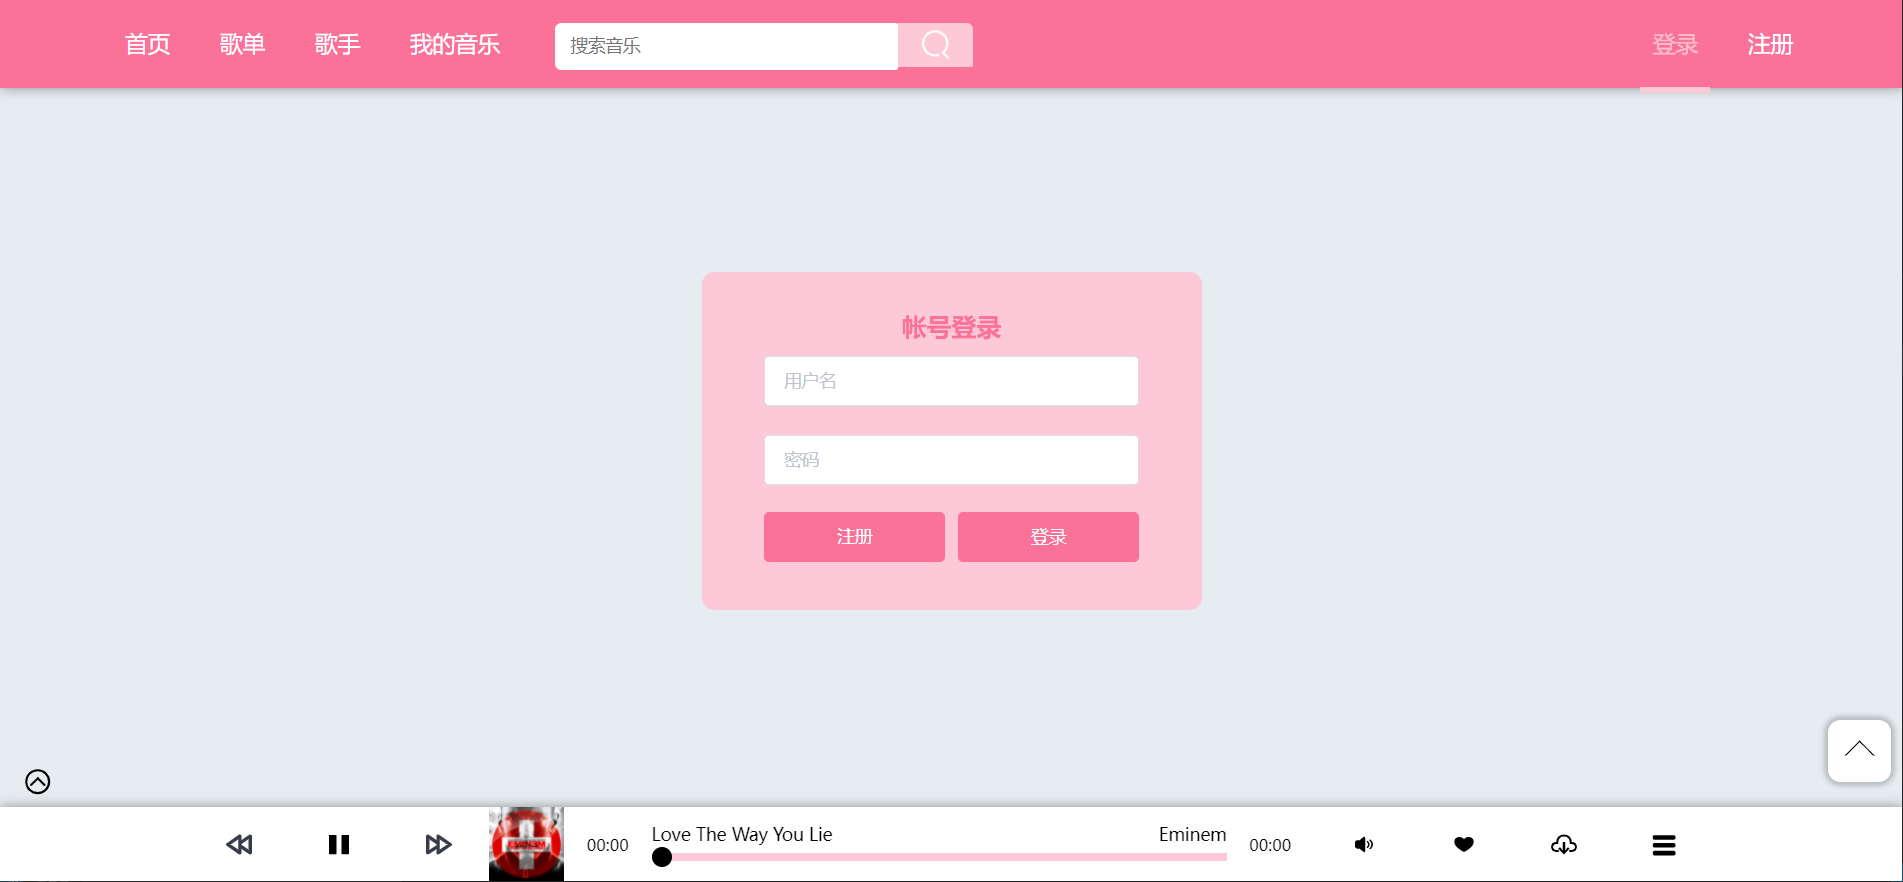 首页 歌单 歌手 我的音乐 搜索音乐 登录 注册
帐号登录
用户名
密码
注册 登录
EMINEM
00:00 Love The Way You Lie Eminem 00:00